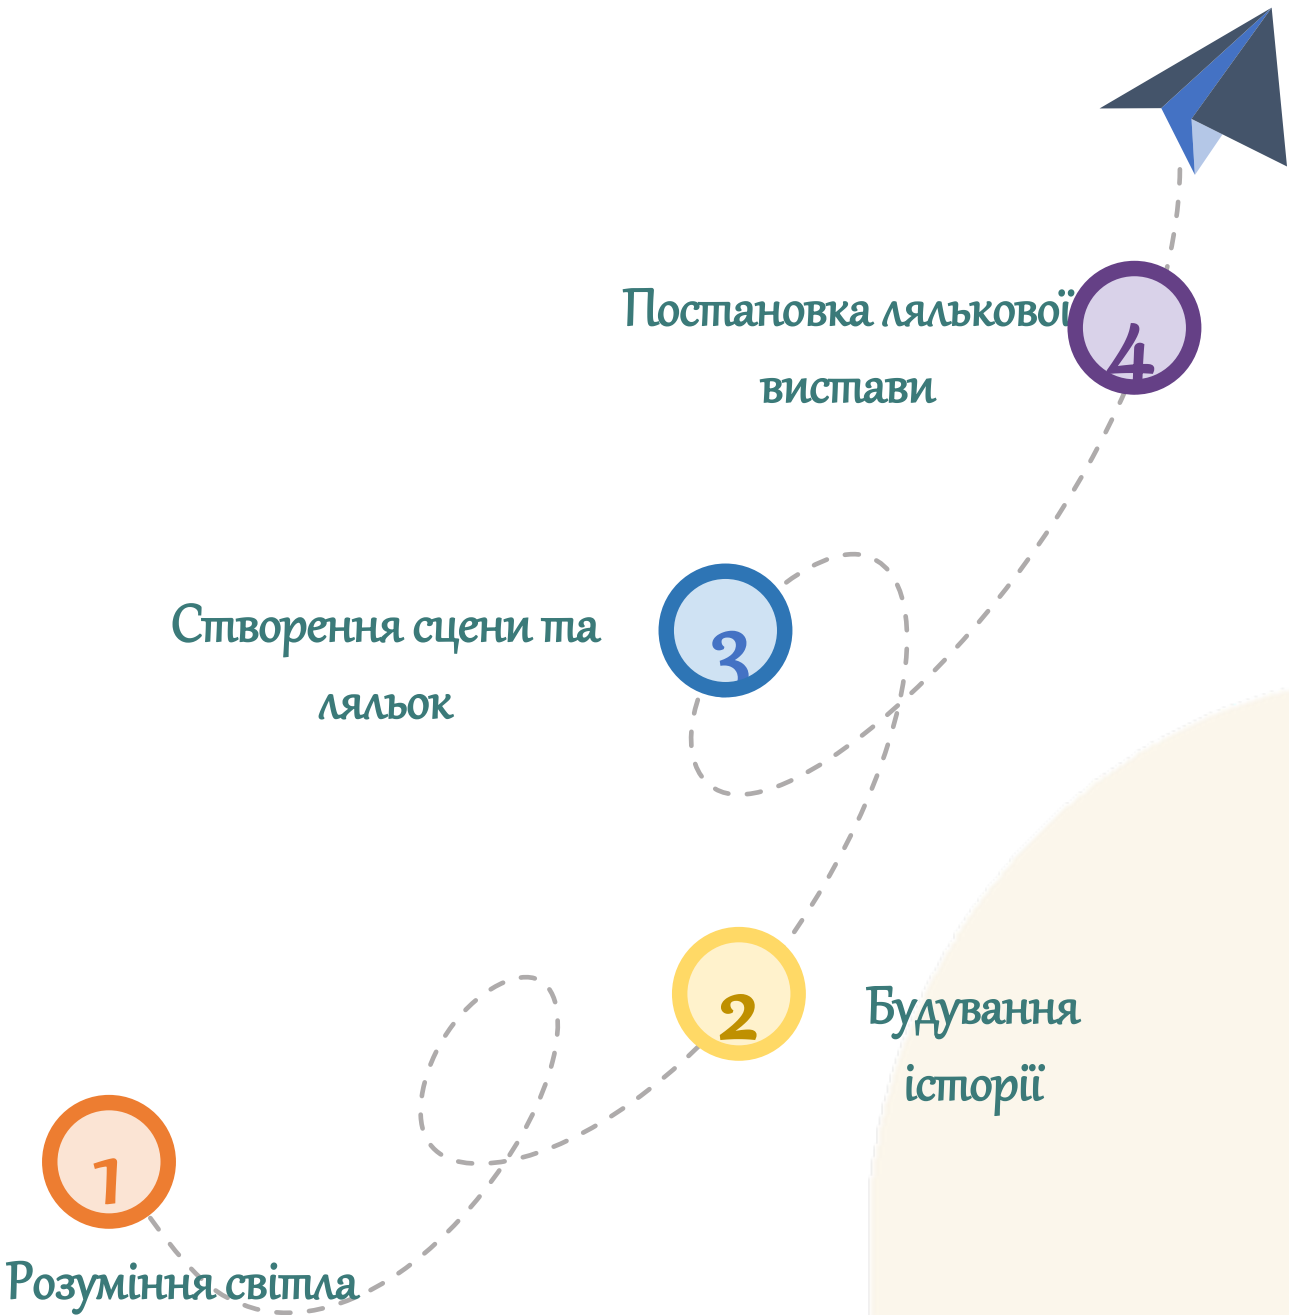 Постановка лялькової
4
вистави
Створення сцени та
3
ляльок
2
Будування
історії
1
Розуміння світла